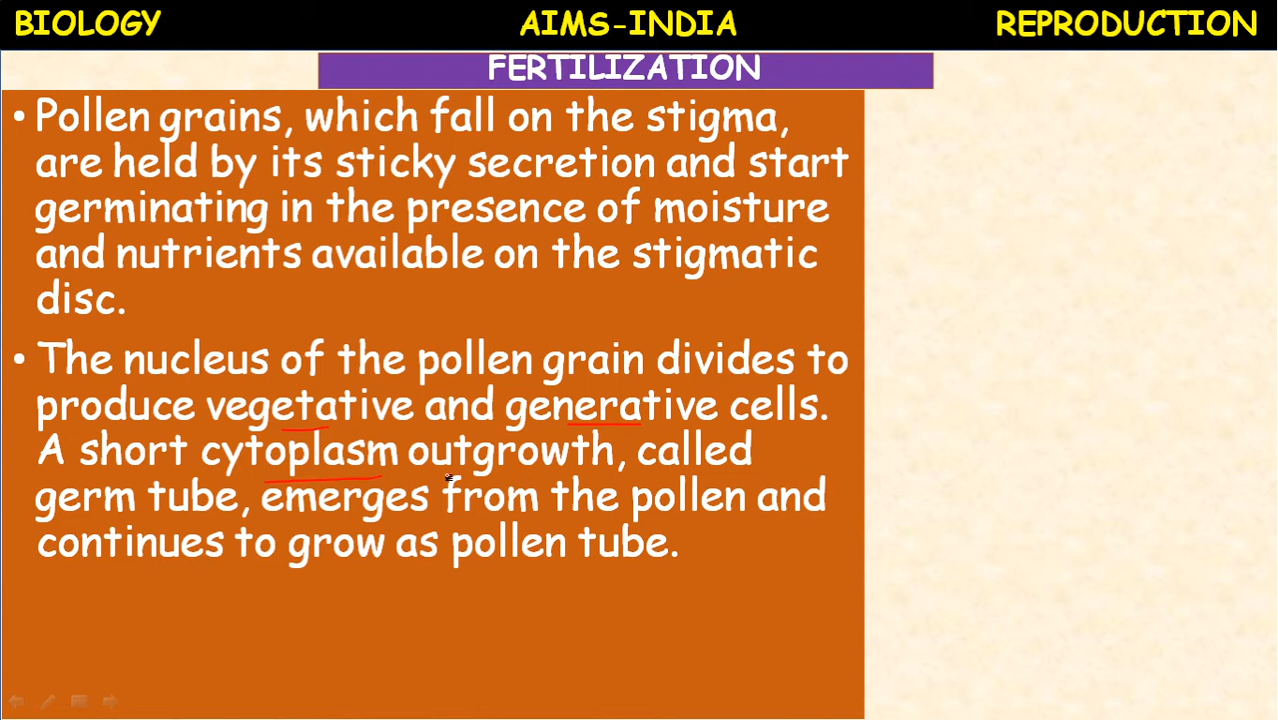 BIOLOGY AIMS-INDIA REPRODUCTION
FERTILIZATION
• Pollen grains, which fall on the stigma,
are held by its sticky secretion and start
germinating in the presence of moisture
and nutrients available on the stigmatic
disc.
• The nucleus of the pollen grain divides to
produce vegetative and generative cells.
A short cytoplasm outgrowth, called
germ tube, emerges from the pollen and
continues to grow as pollen tube.